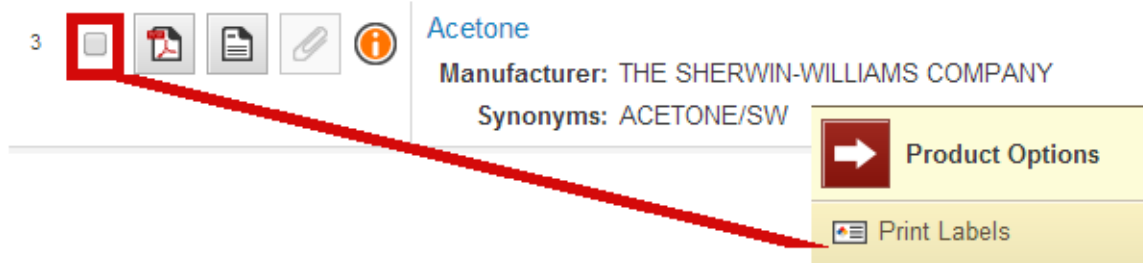 3
Acetone
Manufacturer: THE SHERWIN-WILLIAMS COMPANY
Synonyms: ACETONE/SW
Product Options
Print Labels